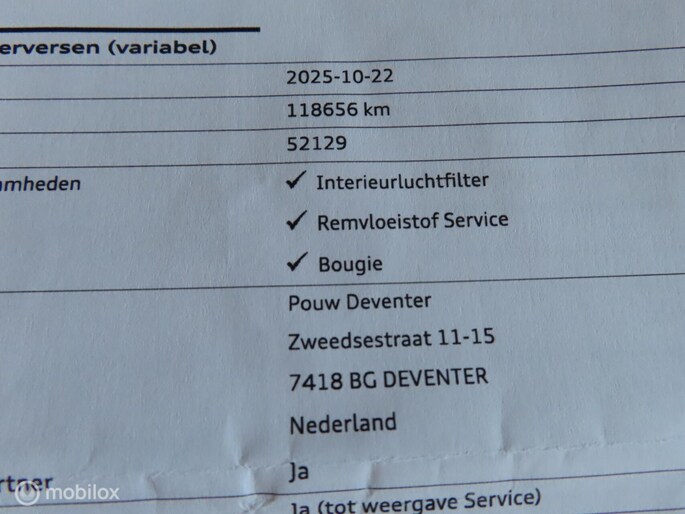 erversen (variabel)
2025-10-22
118656 km
52129
amheden
✓ Interieurluchtfilter
✓ Remvloeistof Service
✓ Bougie
Pouw Deventer
Zweedsestraat 11-15
7418 BG DEVENTER
Nederland
rtner Ja
Ja (tot weergave Service)
mobilox